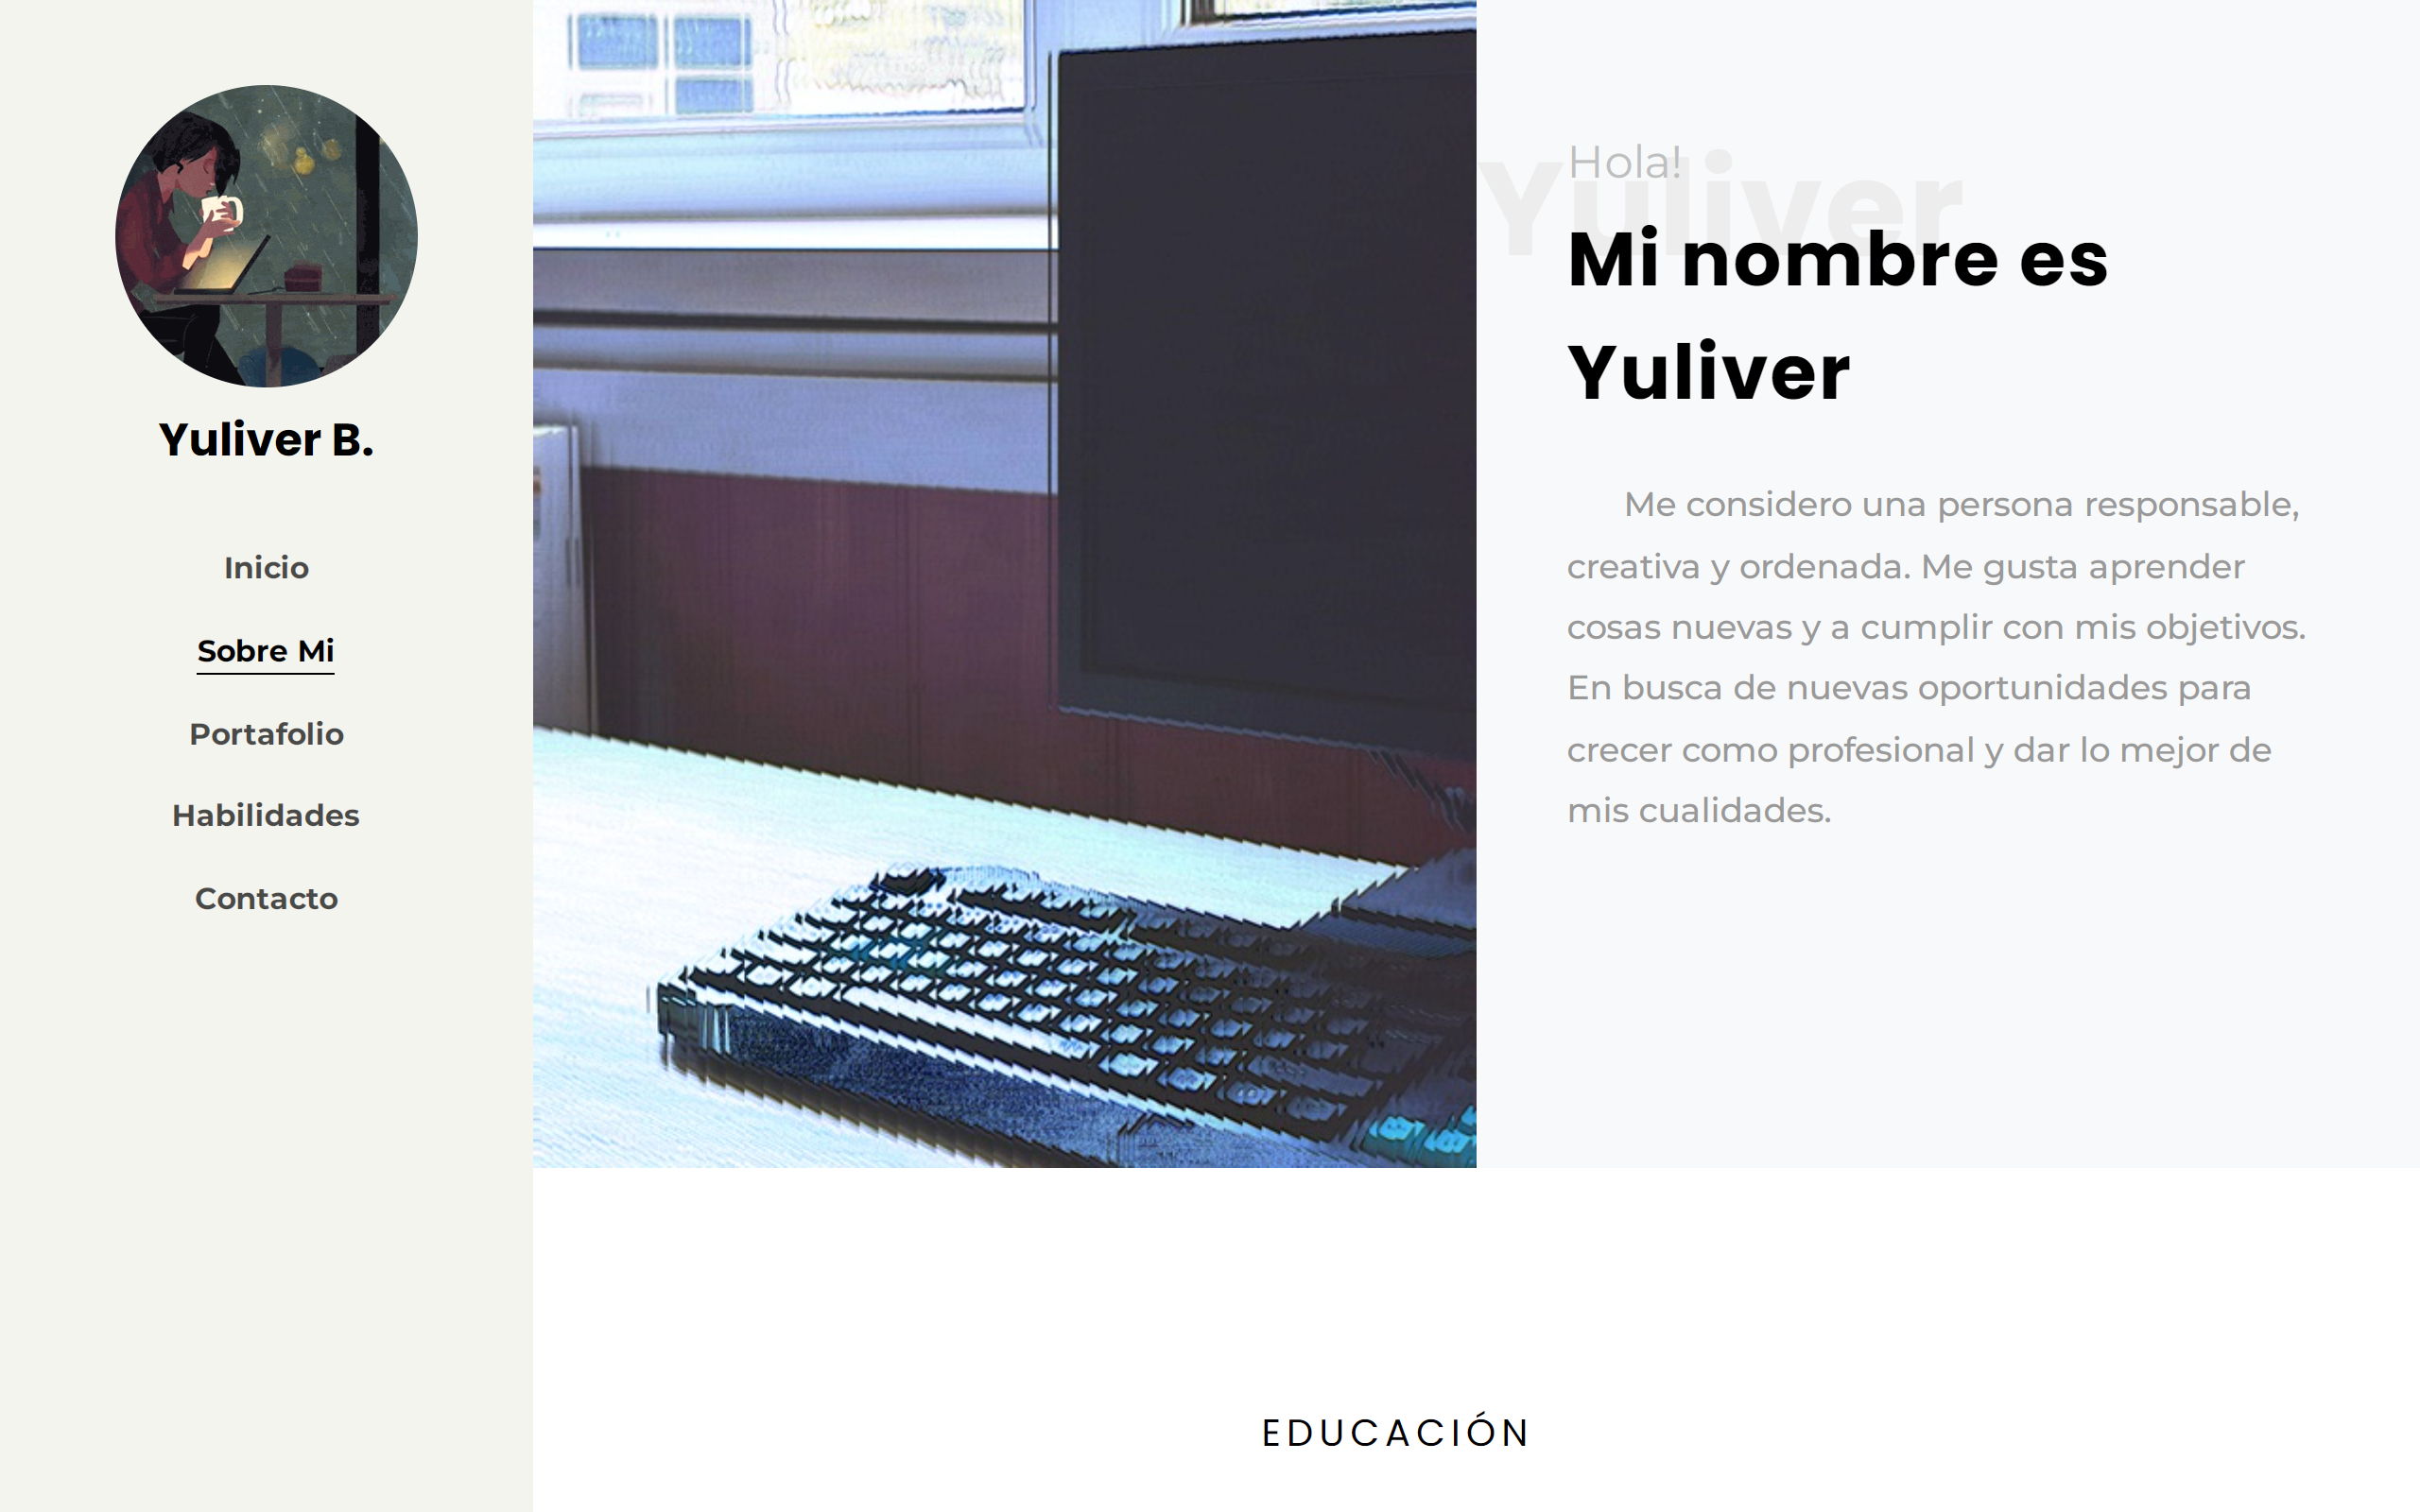 Yuliver B.
Inicio
Sobre Mi
Portafolio
Habilidades
Contacto
Yuliver
Hola!
Mi nombre es
Yuliver
Me considero una persona responsable,
creativa y ordenada. Me gusta aprender
cosas nuevas y a cumplir con mis objetivos.
En busca de nuevas oportunidades para
crecer como profesional y dar lo mejor de
mis cualidades.
EDUCACIÓN